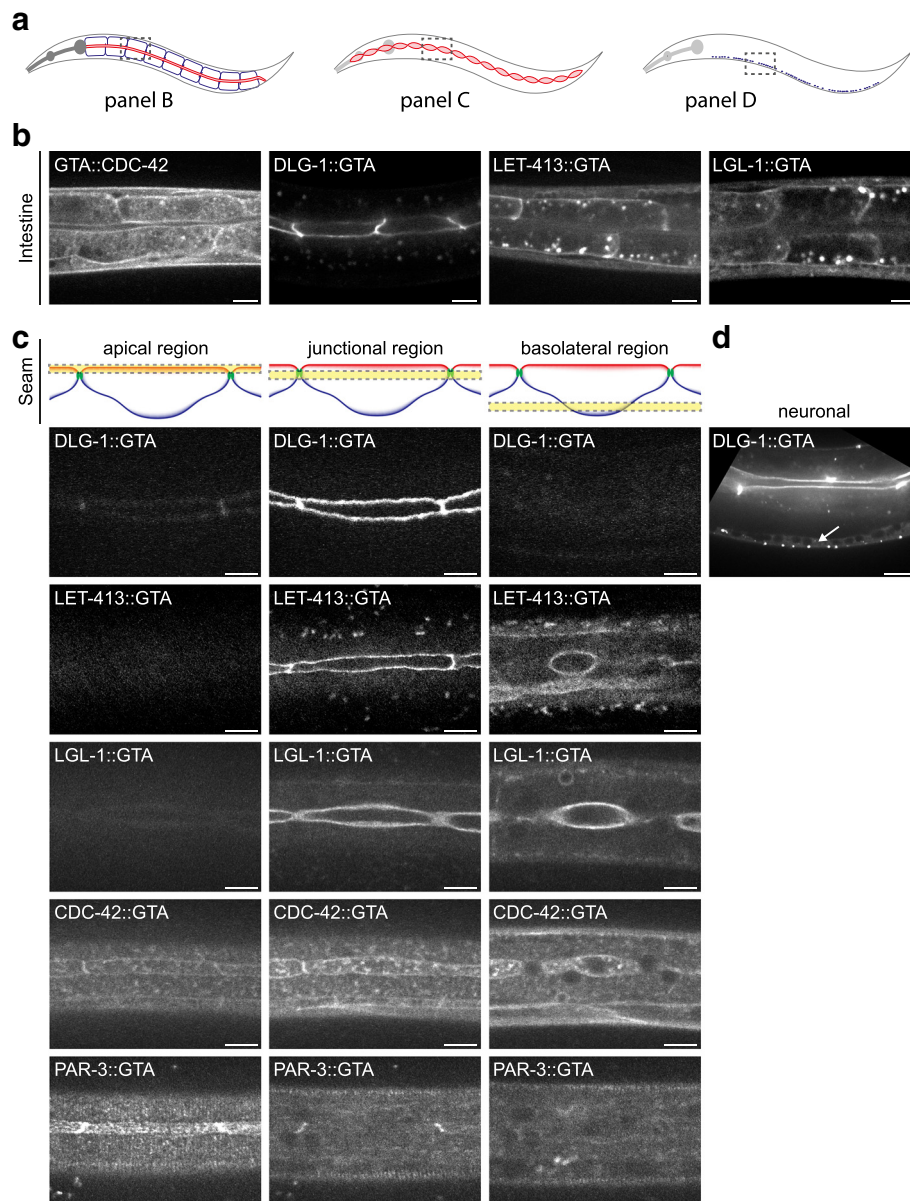 a
panel B
panel C
panel D
b
Intestine
GTA::CDC-42
DLG-1::GTA
LET-413::GTA
LGL-1::GTA
c
Seam
apical region
junctional region
basolateral region
DLG-1::GTA
DLG-1::GTA
DLG-1::GTA
d
neuronal
DLG-1::GTA
LET-413::GTA
LET-413::GTA
LET-413::GTA
LGL-1::GTA
LGL-1::GTA
LGL-1::GTA
CDC-42::GTA
CDC-42::GTA
CDC-42::GTA
PAR-3::GTA
PAR-3::GTA
PAR-3::GTA